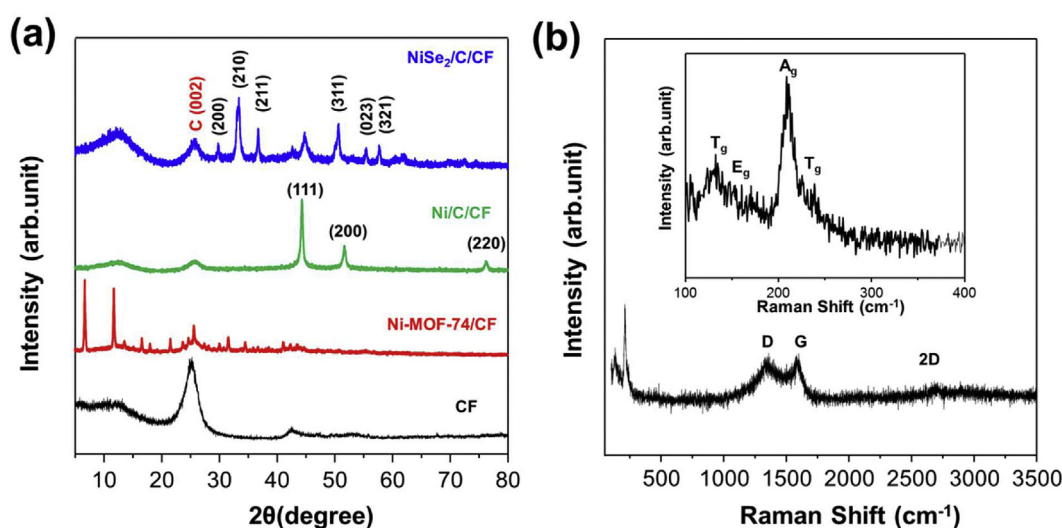 (a)
NiSe2/C/CF
C (002)
(200)
(210)
(211)
(311)
(023)
(321)
Ni/C/CF
(111)
(200)
(220)
Ni-MOF-74/CF
CF
Intensity (arb.unit)
10 20 30 40 50 60 70 80
2θ(degree)
(b)
Ag
Tg
Eg
Tg
Intensity (arb.unit)
100 200 300 400
Raman Shift (cm-1)
D G 2D
Intensity (arb.unit)
500 1000 1500 2000 2500 3000 3500
Raman Shift (cm-1)